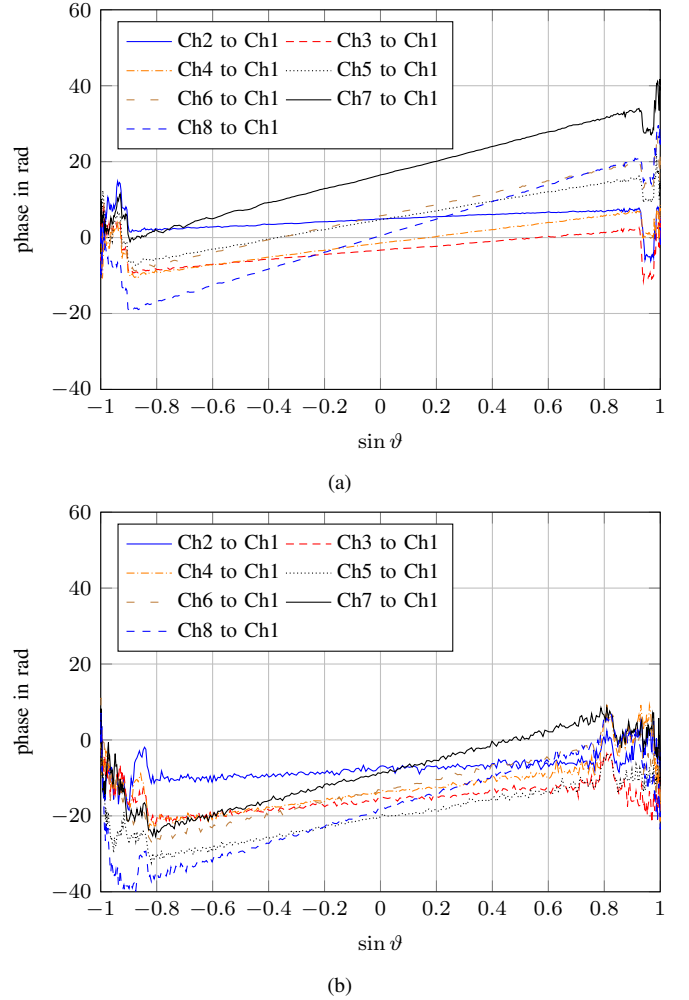 60
Ch2 to Ch1 Ch3 to Ch1
Ch4 to Ch1 Ch5 to Ch1
Ch6 to Ch1 Ch7 to Ch1
Ch8 to Ch1
40
20
0
−20
−40
phase in rad
−1 −0.8 −0.6 −0.4 −0.2 0 0.2 0.4 0.6 0.8 1
sin ϑ
(a)
60
Ch2 to Ch1 Ch3 to Ch1
Ch4 to Ch1 Ch5 to Ch1
Ch6 to Ch1 Ch7 to Ch1
Ch8 to Ch1
40
20
0
−20
−40
phase in rad
−1 −0.8 −0.6 −0.4 −0.2 0 0.2 0.4 0.6 0.8 1
sin ϑ
(b)